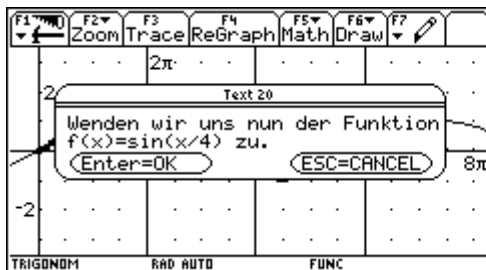 F1 F2 F3 F4 F5 F6 F7
Zoom Trace ReGraph Math Draw
2π
2
Text 20
Wenden wir uns nun der Funktion
f(x)=sin(x/4) zu.
Enter=OK ESC=CANCEL
8π
-2
TRIGONOM RAD AUTO FUNC